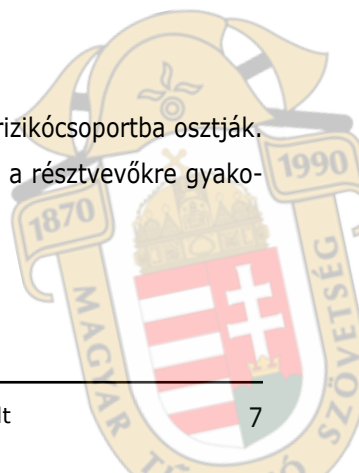 rizikócsoportba osztják.
a résztvevőkre gyako-
1870
1990
MAGYAR
SZÖVETSÉG
lt 7